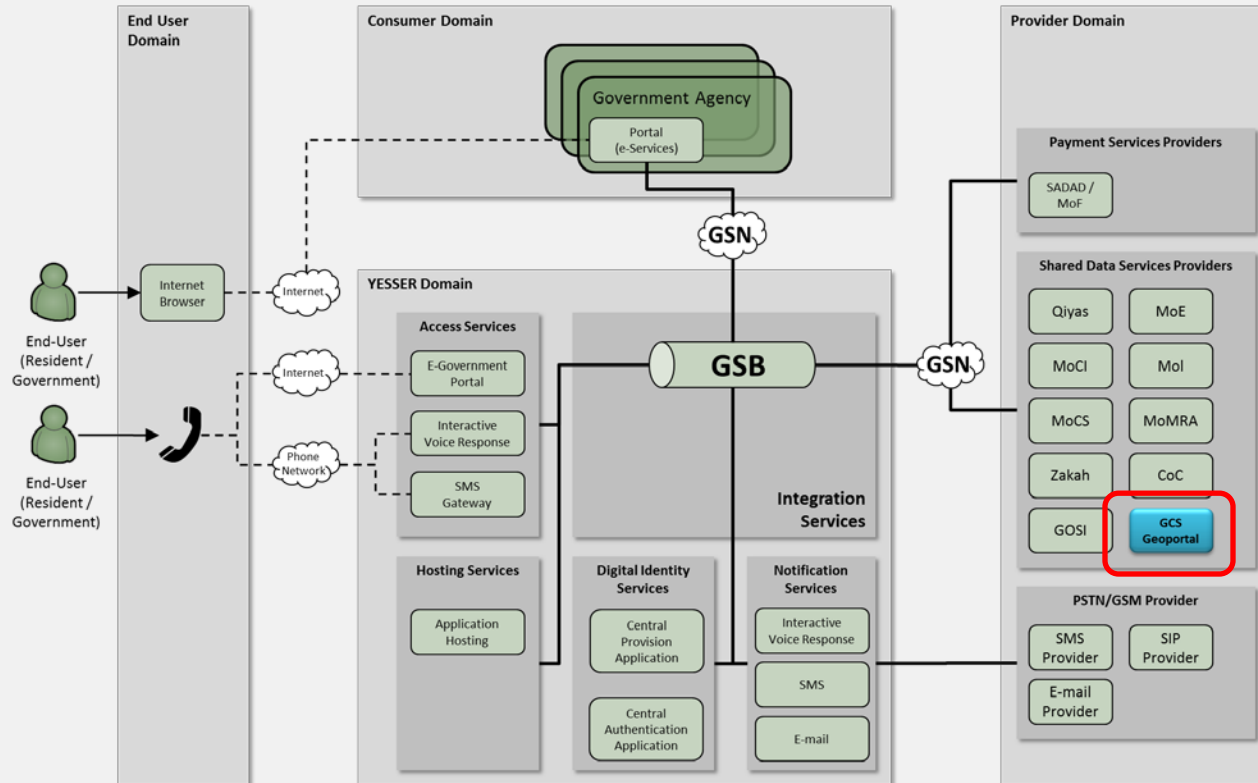 End User
Domain
Consumer Domain
Government Agency
Portal
(e-Services)
GSN
Provider Domain
Payment Services Providers
SADAD /
MoF
Shared Data Services Providers
Qiyas
MoE
MoCI
MoI
MoCS
MoMRA
Zakah
CoC
GOSI
GCS
Geoportal
PSTN/GSM Provider
SMS
Provider
SIP
Provider
E-mail
Provider
GSN
End-User
(Resident /
Government)
Internet
Browser
Internet
End-User
(Resident /
Government)
Internet
Phone
Network
YESSER Domain
Access Services
E-Government
Portal
Interactive
Voice Response
SMS
Gateway
GSB
Integration
Services
Hosting Services
Application
Hosting
Digital Identity
Services
Central
Provision
Application
Central
Authentication
Application
Notification
Services
Interactive
Voice Response
SMS
E-mail